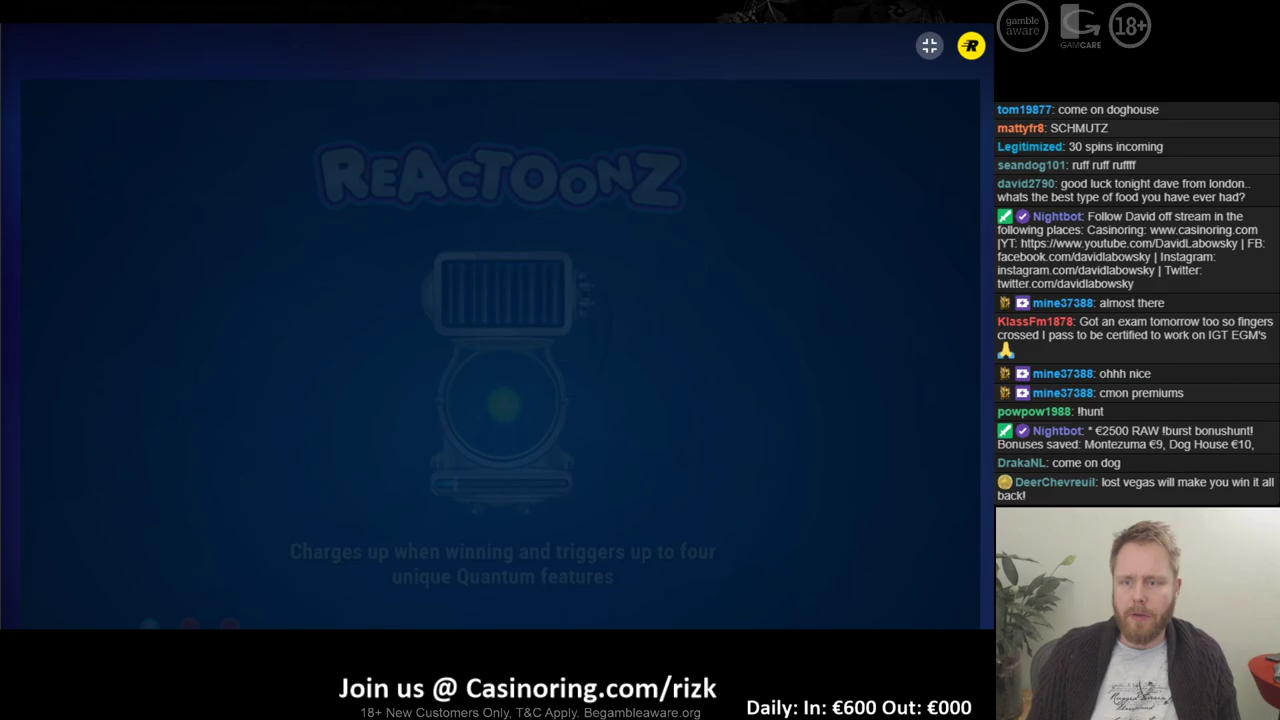 gamble
aware
GAMCARE
18+
R
REACTOONZ
Charges up when winning and triggers up to four
unique Quantum features
tom19877: come on doghouse
mattyfr8: SCHMUTZ
Legitimized: 30 spins incoming
seandog101: ruff ruff ruffff
david2790: good luck tonight dave from london..
whats the best type of food you have ever had?
Nightbot: Follow David off stream in the
following places: Casinoring: www.casinoring.com
|YT: https://www.youtube.com/DavidLabowsky | FB:
facebook.com/davidlabowsky | Instagram:
instagram.com/davidlabowsky | Twitter:
twitter.com/davidlabowsky
mine37388: almost there
KlassFm1878: Got an exam tomorrow too so fingers
crossed I pass to be certified to work on IGT EGM's
mine37388: ohhh nice
mine37388: cmon premiums
powpow1988: !hunt
Nightbot: * €2500 RAW !burst bonushunt!
Bonuses saved: Montezuma €9, Dog House €10,
DrakaNL: come on dog
DeerChevreuil: lost vegas will make you win it all
back!
Join us @ Casinoring.com/rizk
18+ New Customers Only, T&C Apply. Begambleaware.org
Daily: In: €600 Out: €000